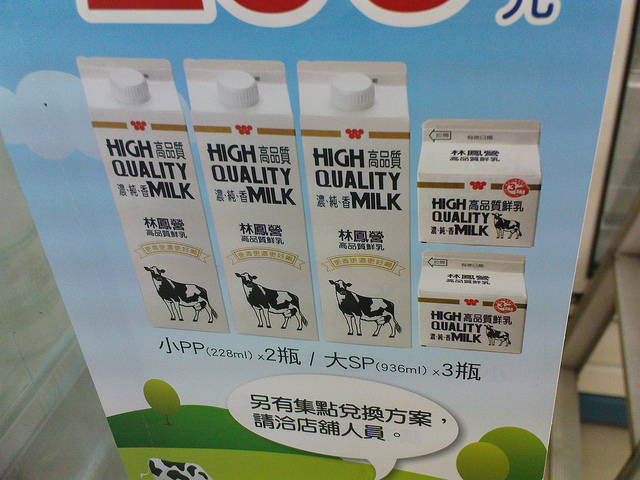 元
HIGH 高品質
QUALITY
濃·純·香 MILK
林鳳營
高品質鮮乳
HIGH 高品質
QUALITY
濃·純·香 MILK
林鳳營
高品質鮮乳
HIGH 高品質
QUALITY
濃·純·香 MILK
林鳳營
高品質鮮乳
林鳳營
高品質鮮乳
HIGH 高品質鮮乳
QUALITY
濃·純·香 MILK
林鳳營
高品質鮮乳
HIGH 高品質鮮乳
QUALITY
濃·純·香 MILK
小PP(228ml) ×2瓶 / 大SP(936ml) ×3瓶
另有集點兌換方案，
請洽店舖人員。